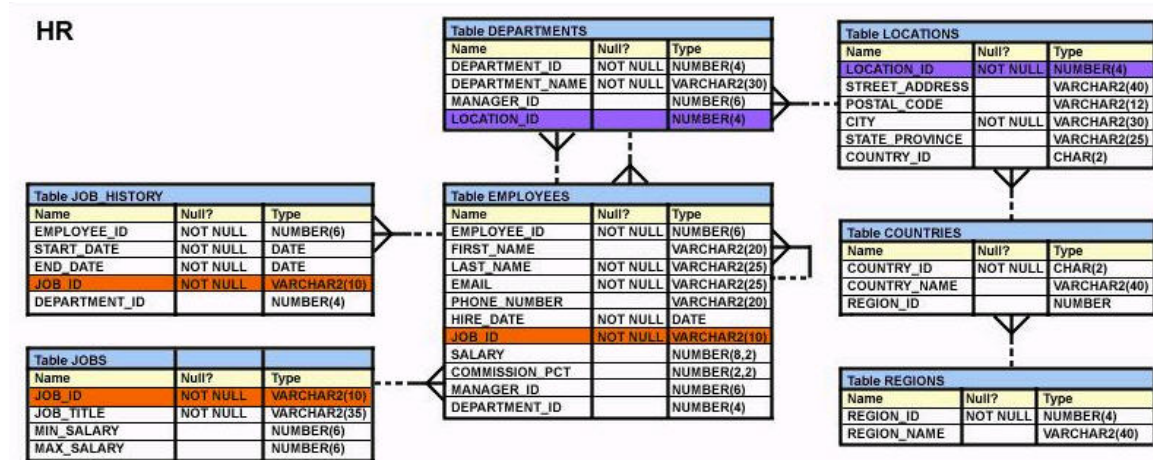 HR
Table DEPARTMENTS
Name Null? Type
DEPARTMENT_ID NOT NULL NUMBER(4)
DEPARTMENT_NAME NOT NULL VARCHAR2(30)
MANAGER_ID NUMBER(6)
LOCATION_ID NUMBER(4)
Table LOCATIONS
Name Null? Type
LOCATION_ID NOT NULL NUMBER(4)
STREET_ADDRESS VARCHAR2(40)
POSTAL_CODE VARCHAR2(12)
CITY NOT NULL VARCHAR2(30)
STATE_PROVINCE VARCHAR2(25)
COUNTRY_ID CHAR(2)
Table JOB_HISTORY
Name Null? Type
EMPLOYEE_ID NOT NULL NUMBER(6)
START_DATE NOT NULL DATE
END_DATE NOT NULL DATE
JOB_ID NOT NULL VARCHAR2(10)
DEPARTMENT_ID NUMBER(4)
Table EMPLOYEES
Name Null? Type
EMPLOYEE_ID NOT NULL NUMBER(6)
FIRST_NAME VARCHAR2(20)
LAST_NAME NOT NULL VARCHAR2(25)
EMAIL NOT NULL VARCHAR2(25)
PHONE_NUMBER VARCHAR2(20)
HIRE_DATE NOT NULL DATE
JOB_ID NOT NULL VARCHAR2(10)
SALARY NUMBER(8,2)
COMMISSION_PCT NUMBER(2,2)
MANAGER_ID NUMBER(6)
DEPARTMENT_ID NUMBER(4)
Table COUNTRIES
Name Null? Type
COUNTRY_ID NOT NULL CHAR(2)
COUNTRY_NAME VARCHAR2(40)
REGION_ID NUMBER
Table JOBS
Name Null? Type
JOB_ID NOT NULL VARCHAR2(10)
JOB_TITLE NOT NULL VARCHAR2(35)
MIN_SALARY NUMBER(6)
MAX_SALARY NUMBER(6)
Table REGIONS
Name Null? Type
REGION_ID NOT NULL NUMBER(4)
REGION_NAME VARCHAR2(40)